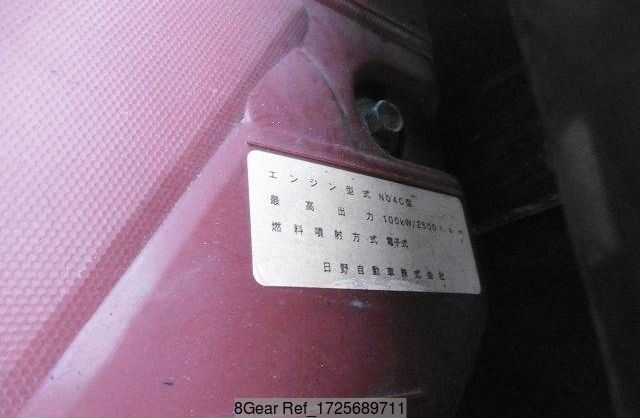 エンジン型式 N04C型
最高出力 100kW/2500
燃料噴射方式 電子式
日野自動車株式会社
8Gear Ref_1725689711